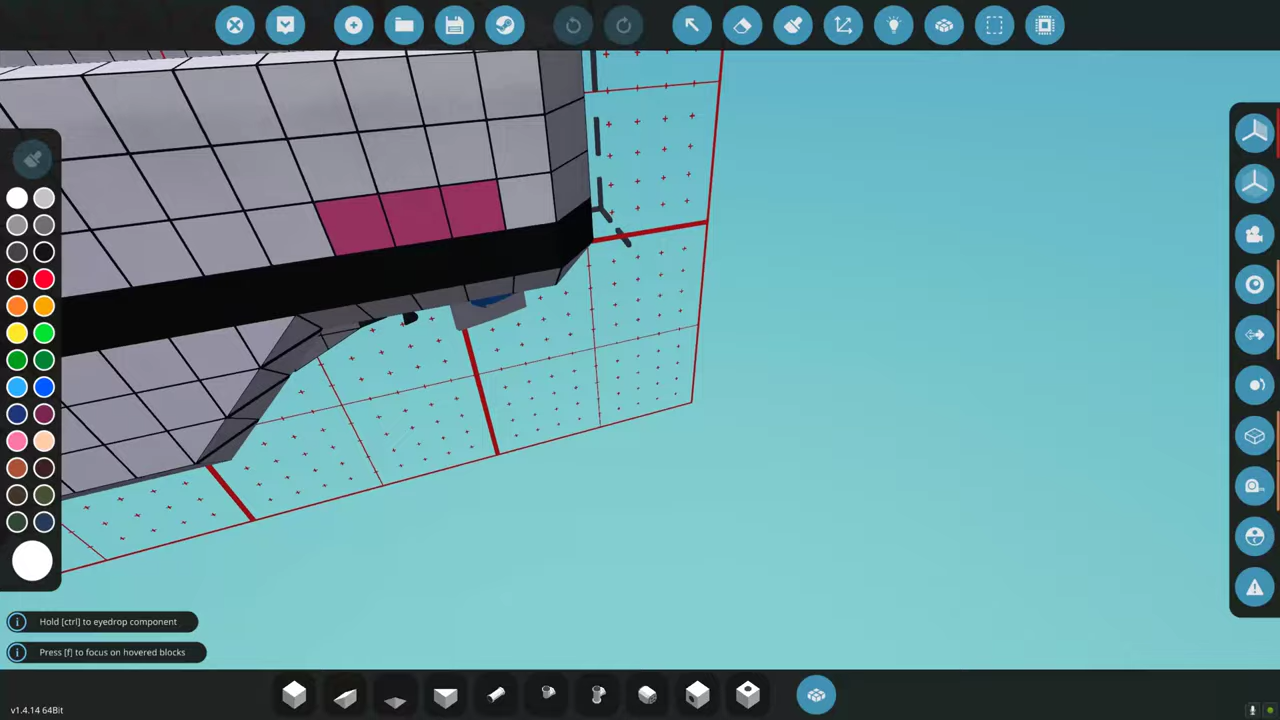 Hold [ctrl] to eyedrop component
Press [f] to focus on hovered blocks
v1.4.14 64Bit